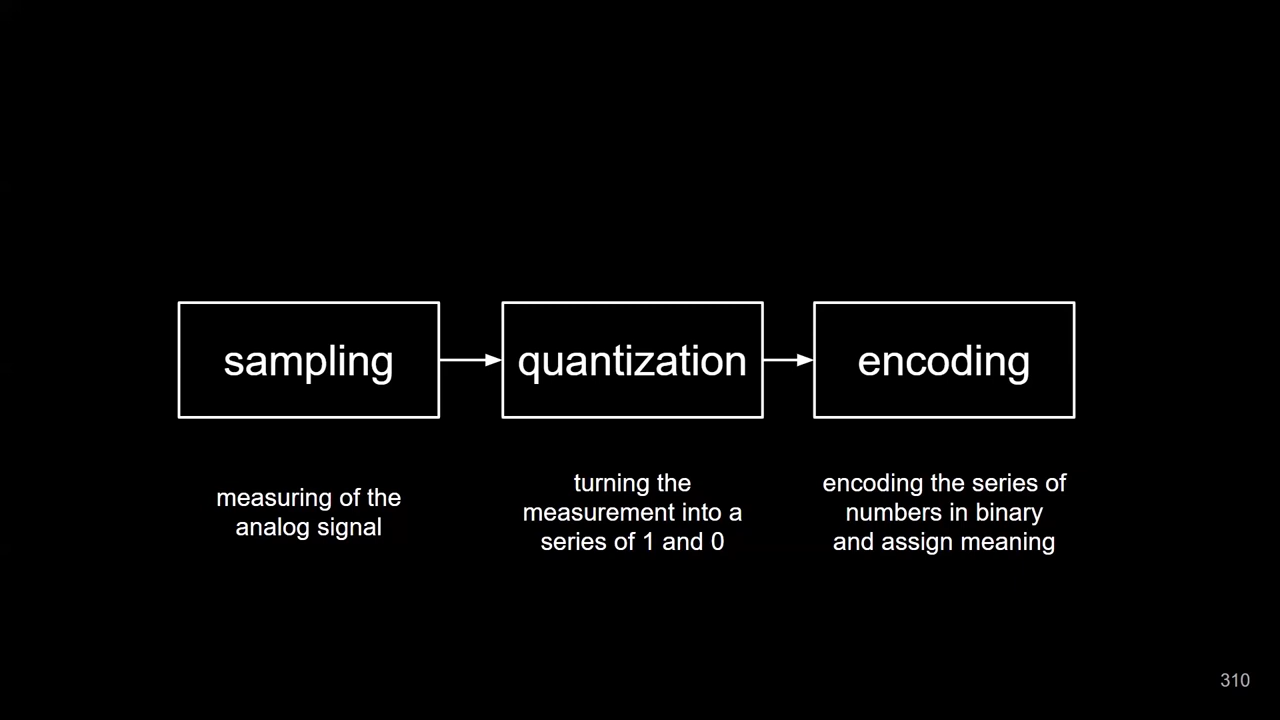 sampling
quantization
encoding
measuring of the
analog signal
turning the
measurement into a
series of 1 and 0
encoding the series of
numbers in binary
and assign meaning
310